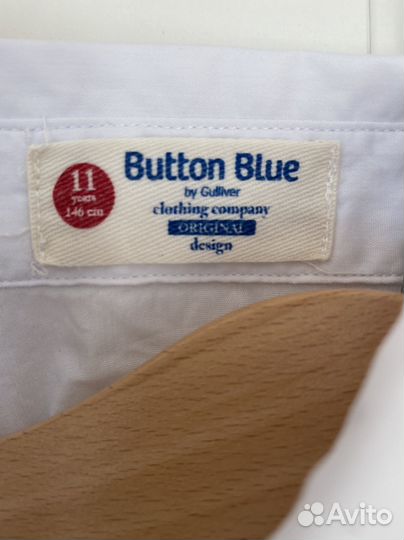 11
years
146 cm
Button Blue
by Gulliver
clothing company
ORIGINAL
design
Avito